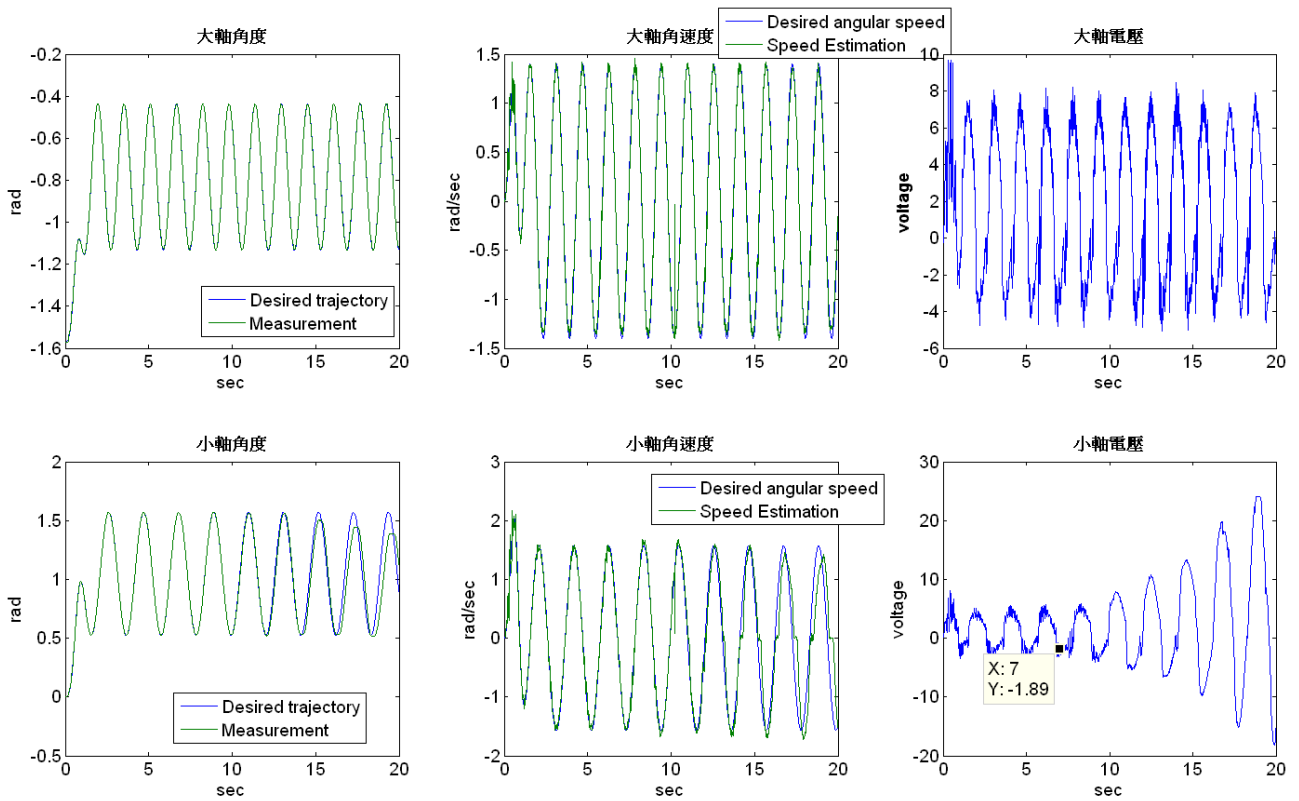 大軸角度
-0.2
-0.4
-0.6
-0.8
-1
-1.2
-1.4
-1.6
rad
Desired trajectory
Measurement
0 5 10 15 20
sec
大軸角速度
Desired angular speed
Speed Estimation
1.5
1
0.5
0
-0.5
-1
-1.5
rad/sec
0 5 10 15 20
sec
大軸電壓
10
8
6
4
2
0
-2
-4
-6
voltage
0 5 10 15 20
sec
小軸角度
2
1.5
1
0.5
0
-0.5
rad
Desired trajectory
Measurement
0 5 10 15 20
sec
小軸角速度
Desired angular speed
Speed Estimation
3
2
1
0
-1
-2
rad/sec
0 5 10 15 20
sec
小軸電壓
30
20
10
0
-10
-20
voltage
X: 7
Y: -1.89
0 5 10 15 20
sec